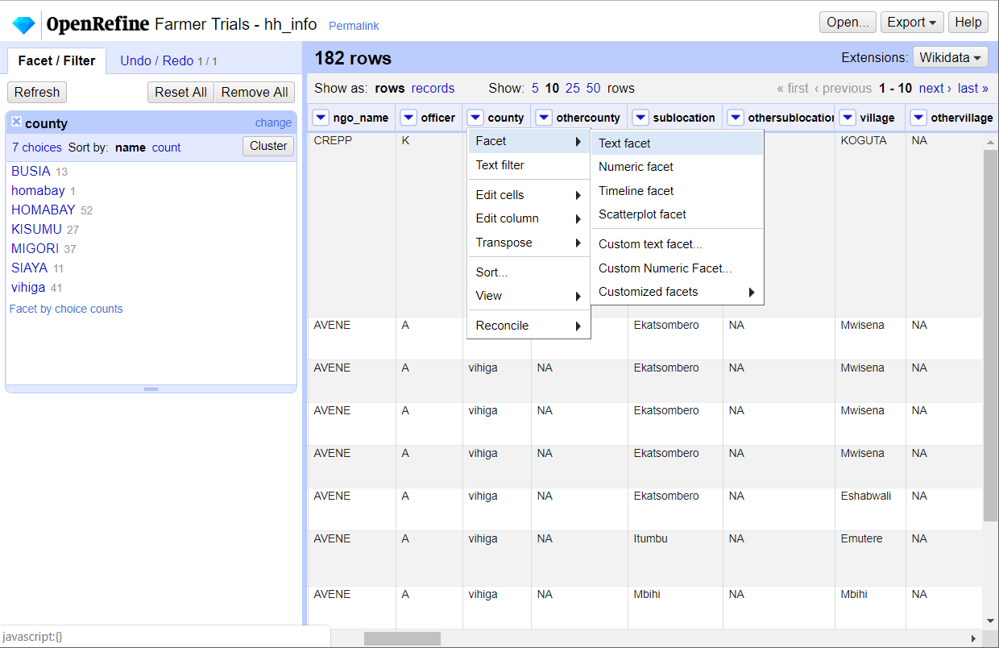 OpenRefine Farmer Trials - hh_info Permalink Open... Export Help
Facet / Filter Undo / Redo 1 / 1
Refresh Reset All Remove All
county change
7 choices Sort by: name count Cluster
BUSIA 13
homabay 1
HOMABAY 52
KISUMU 27
MIGORI 37
SIAYA 11
vihiga 41
Facet by choice counts
182 rows Extensions: Wikidata
Show as: rows records Show: 5 10 25 50 rows « first ‹ previous 1 - 10 next › last »
ngo_name officer county othercounty sublocation othersublocation village othervillage
CREPP K KOGUTA NA
Facet
Text filter
Edit cells
Edit column
Transpose
Sort...
View
Reconcile
Text facet
Numeric facet
Timeline facet
Scatterplot facet
Custom text facet...
Custom Numeric Facet...
Customized facets
AVENE A Ekatsombero NA Mwisena NA
AVENE A vihiga NA Ekatsombero NA Mwisena NA
AVENE A vihiga NA Ekatsombero NA Mwisena NA
AVENE A vihiga NA Ekatsombero NA Mwisena NA
AVENE A vihiga NA Ekatsombero NA Eshabwali NA
AVENE A vihiga NA Itumbu NA Emutere NA
AVENE A vihiga NA Mbihi NA Mbihi NA
javascript:{}